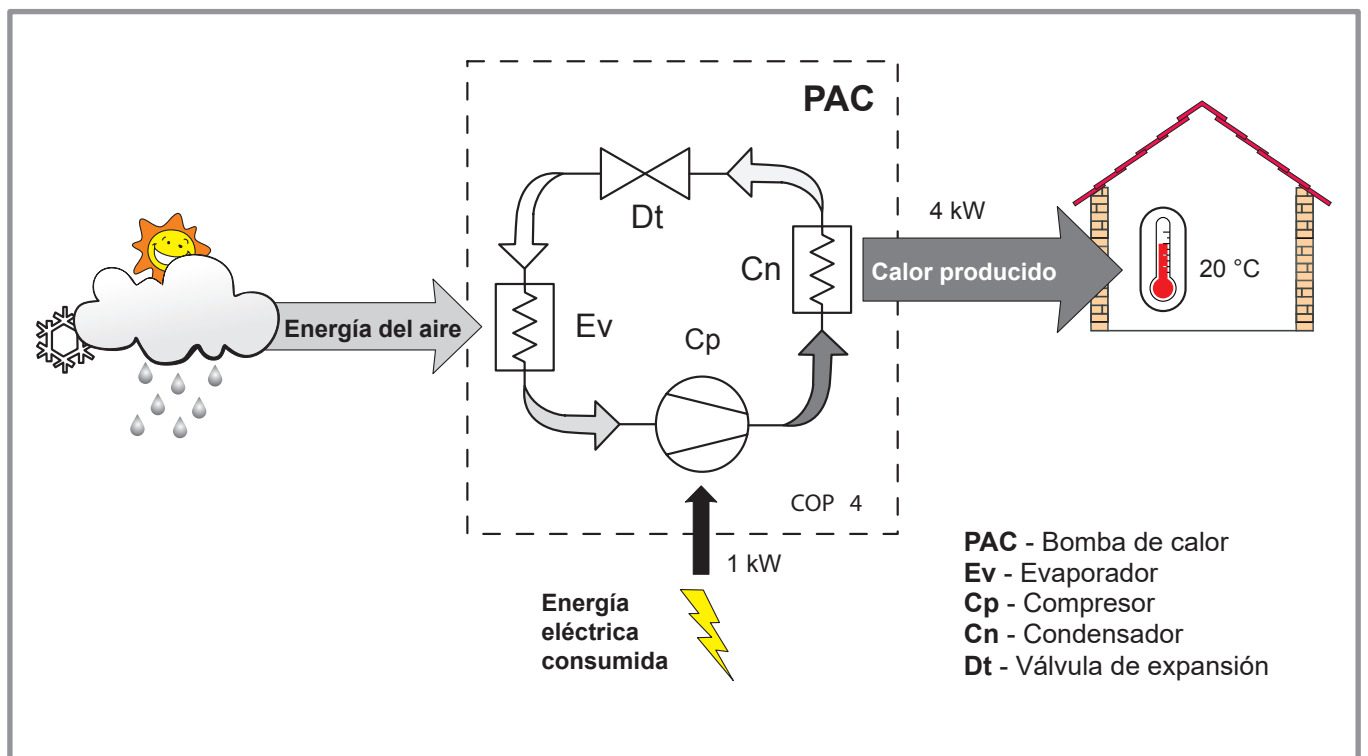 PAC
Dt
4 kW
Cn
Calor producido
20 °C
Energía del aire
Ev
Cp
COP 4
1 kW
Energía
eléctrica
consumida
PAC - Bomba de calor
Ev - Evaporador
Cp - Compresor
Cn - Condensador
Dt - Válvula de expansión